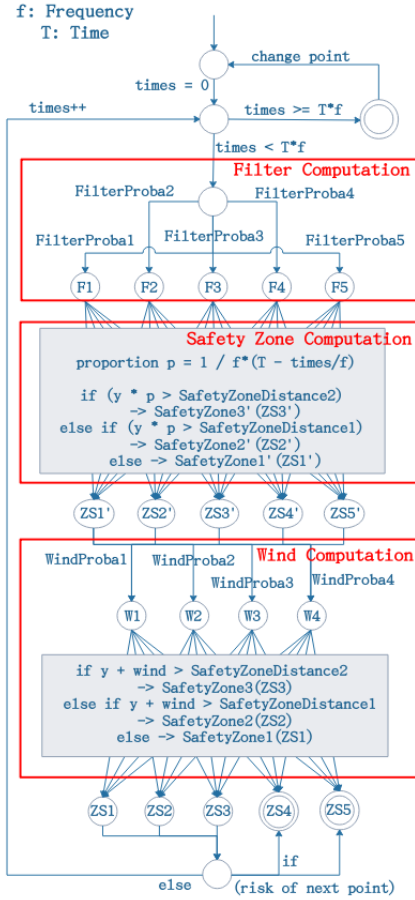 f: Frequency
T: Time
change point
times = 0
times++
times >= T*f
times < T*f
Filter Computation
FilterProba2
FilterProba4
FilterProba3
FilterProba1
FilterProba5
F1
F2
F3
F4
F5
Safety Zone Computation
proportion p = 1 / f*(T - times/f)
if (y * p > SafetyZoneDistance2)
-> SafetyZone3'(ZS3')
else if (y * p > SafetyZoneDistance1)
-> SafetyZone2'(ZS2')
else -> SafetyZone1'(ZS1')
ZS1'
ZS2'
ZS3'
ZS4'
ZS5'
Wind Computation
WindProba1
WindProba2
WindProba3
WindProba4
W1
W2
W3
W4
if y + wind > SafetyZoneDistance2
-> SafetyZone3(ZS3)
else if y + wind > SafetyZoneDistance1
-> SafetyZone2(ZS2)
else -> SafetyZone1(ZS1)
ZS1
ZS2
ZS3
ZS4
ZS5
if
else
(risk of next point)